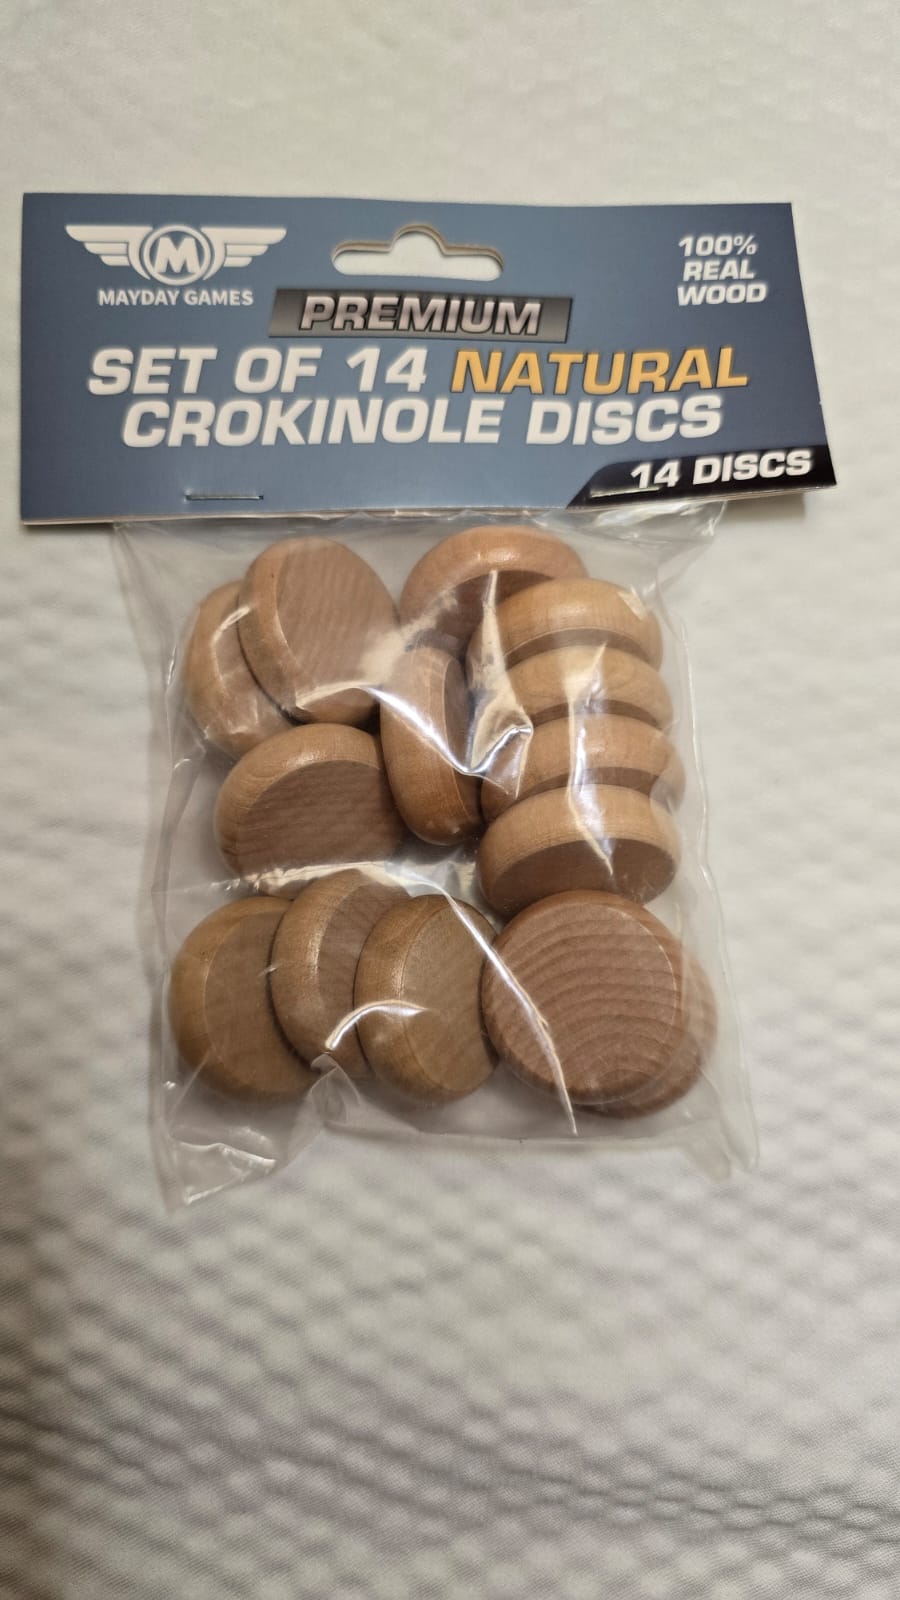 M
MAYDAY GAMES
100%
REAL
WOOD
PREMIUM
SET OF 14 NATURAL
CROKINOLE DISCS
14 DISCS